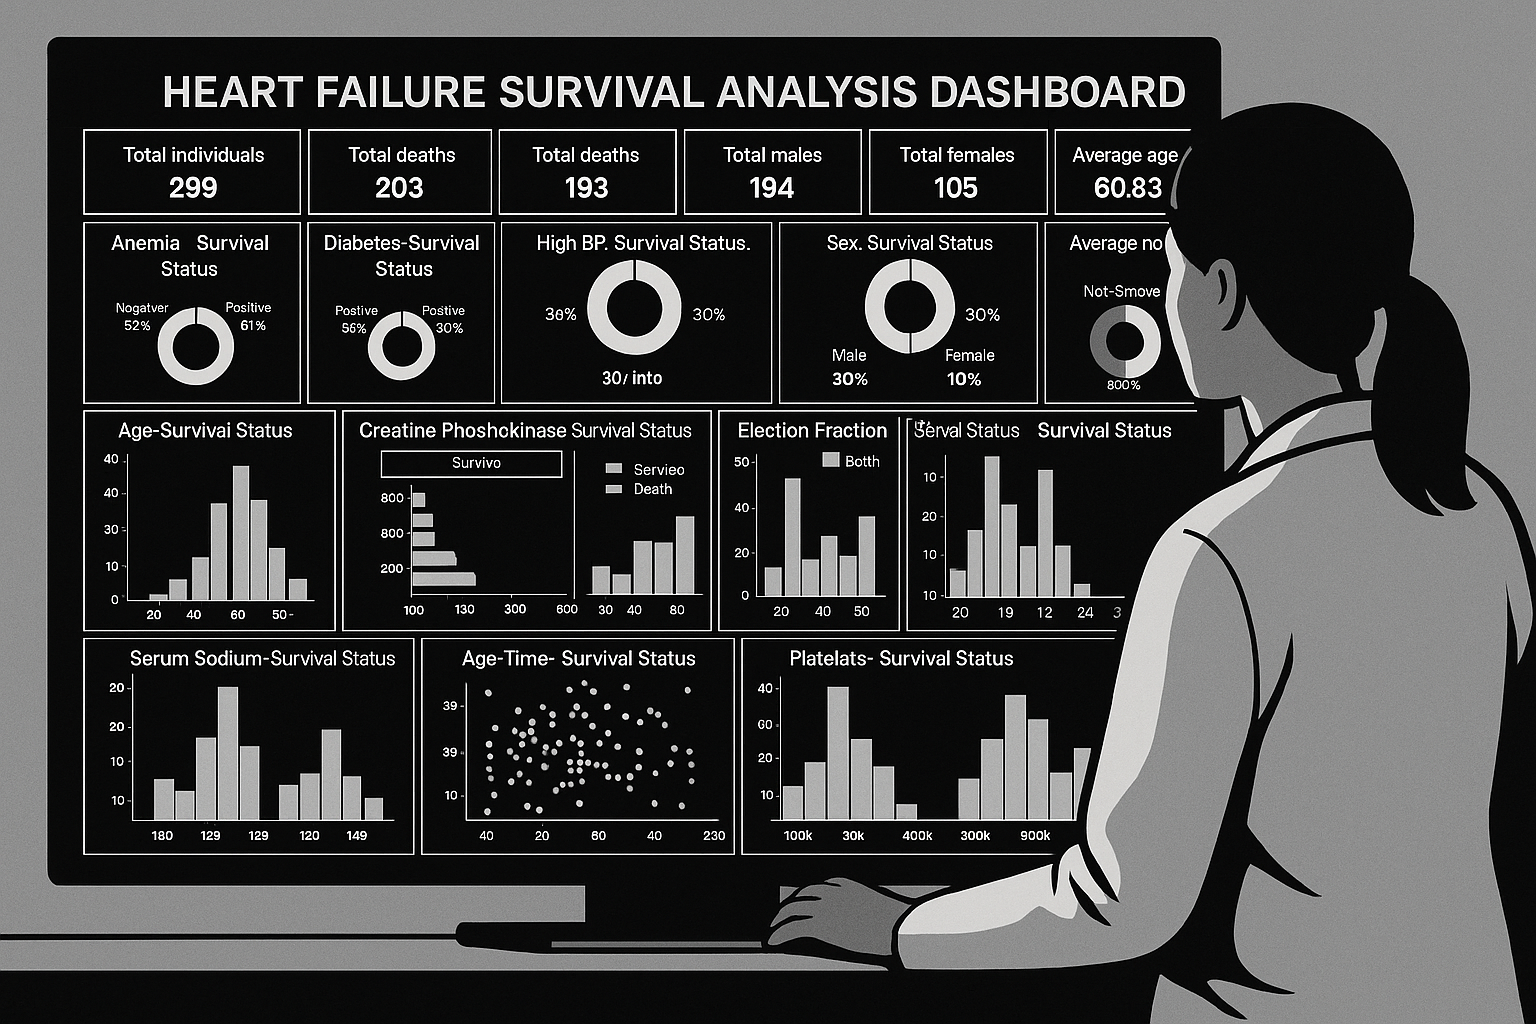 HEART FAILURE SURVIVAL ANALYSIS DASHBOARD
Total individuals
299
Total deaths
203
Total deaths
193
Total males
194
Total females
105
Average age
60.83
Anemia Survival
Status
Nogatver
52%
Positive
61%
Diabetes-Survival
Status
Postive
56%
Postive
30%
High BP. Survival Status.
30%
30/ into
Sex. Survival Status
30%
Male
30%
Female
10%
Average no
Not-Smove
800%
Age-Survivai Status
40
40
30
10
0
20 40 60 50-
Creatine Phoshokinase Survival Status
Survivo
800
800
200
100 130 300 600
Servieo
Death
30 40 80
Election Fraction
Botth
50
40
20
0
20 40 50
Serval Status Survival Status
10
20
10
10
20 19 12 24 3
Serum Sodium-Survival Status
20
20
10
10
180 129 129 120 149
Age-Time- Survival Status
39
39
10
40 20 60 40 230
Platelats- Survival Status
40
60
20
10
100k 30k 400k 300k 900k